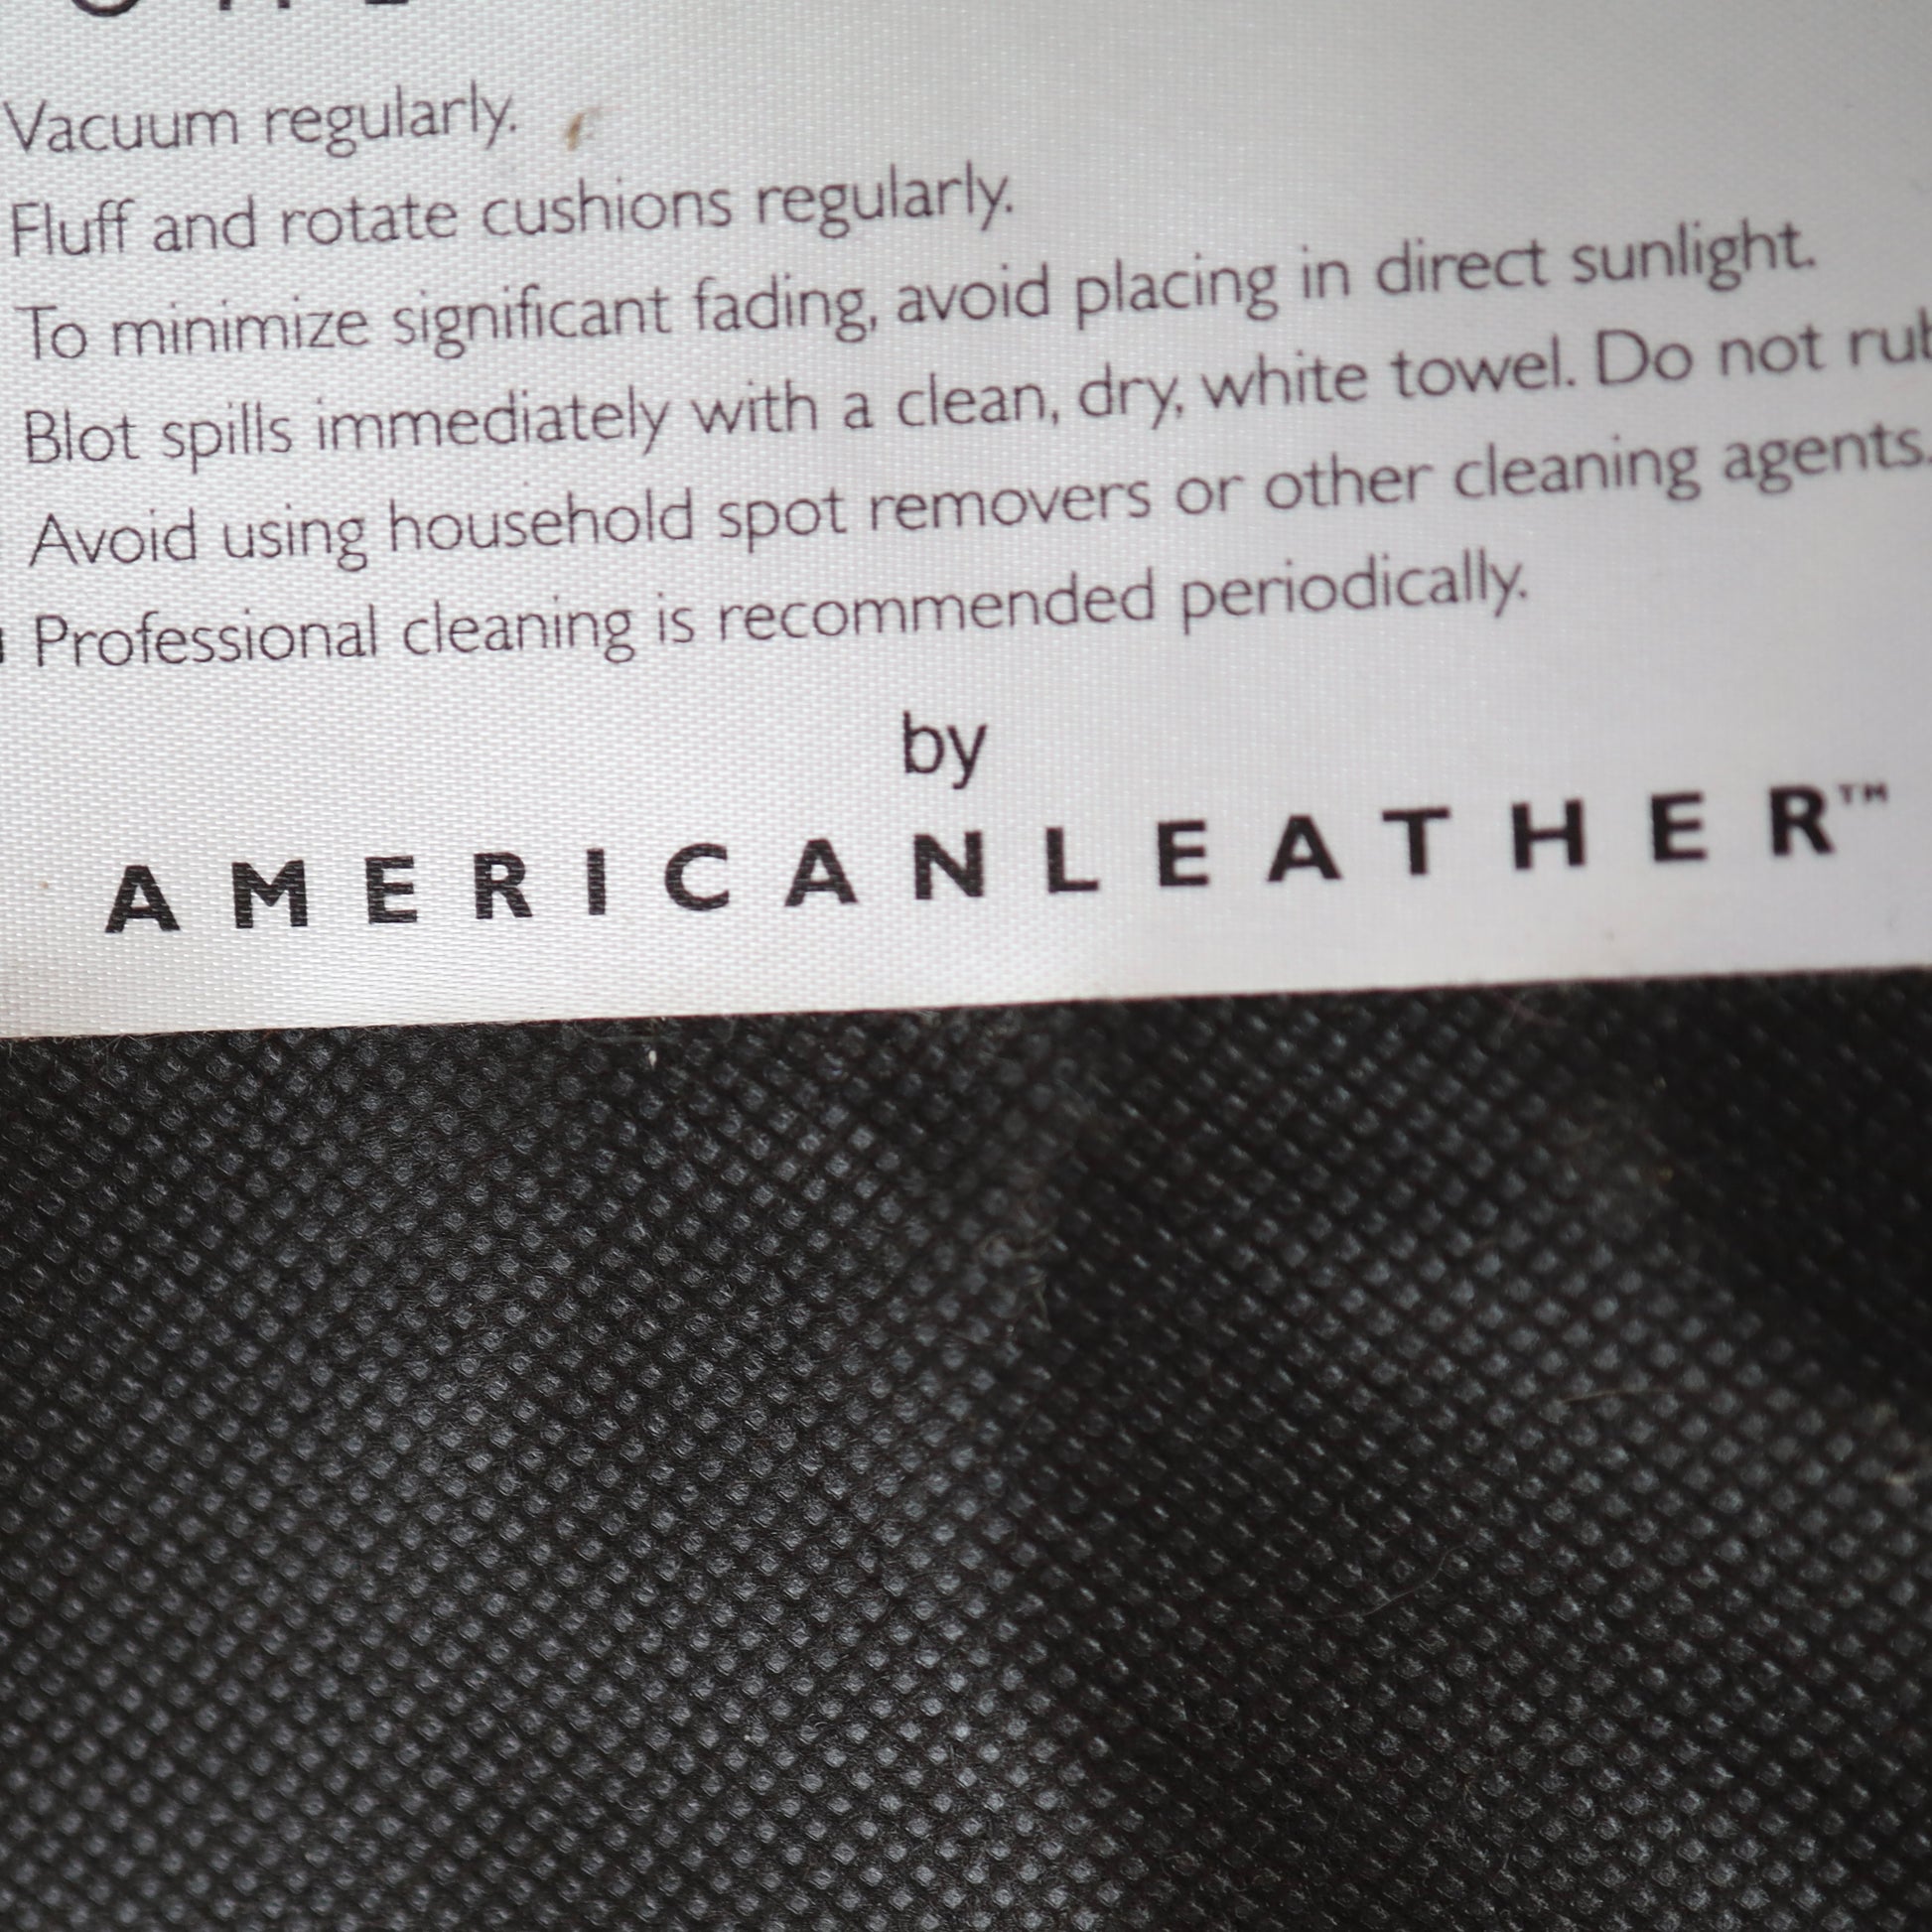 Vacuum regularly.
Fluff and rotate cushions regularly.
To minimize significant fading, avoid placing in direct sunlight.
Blot spills immediately with a clean, dry, white towel. Do not
Avoid using household spot removers or other cleaning agents.
Professional cleaning is recommended periodically.
by
AMERICANLEATHER™